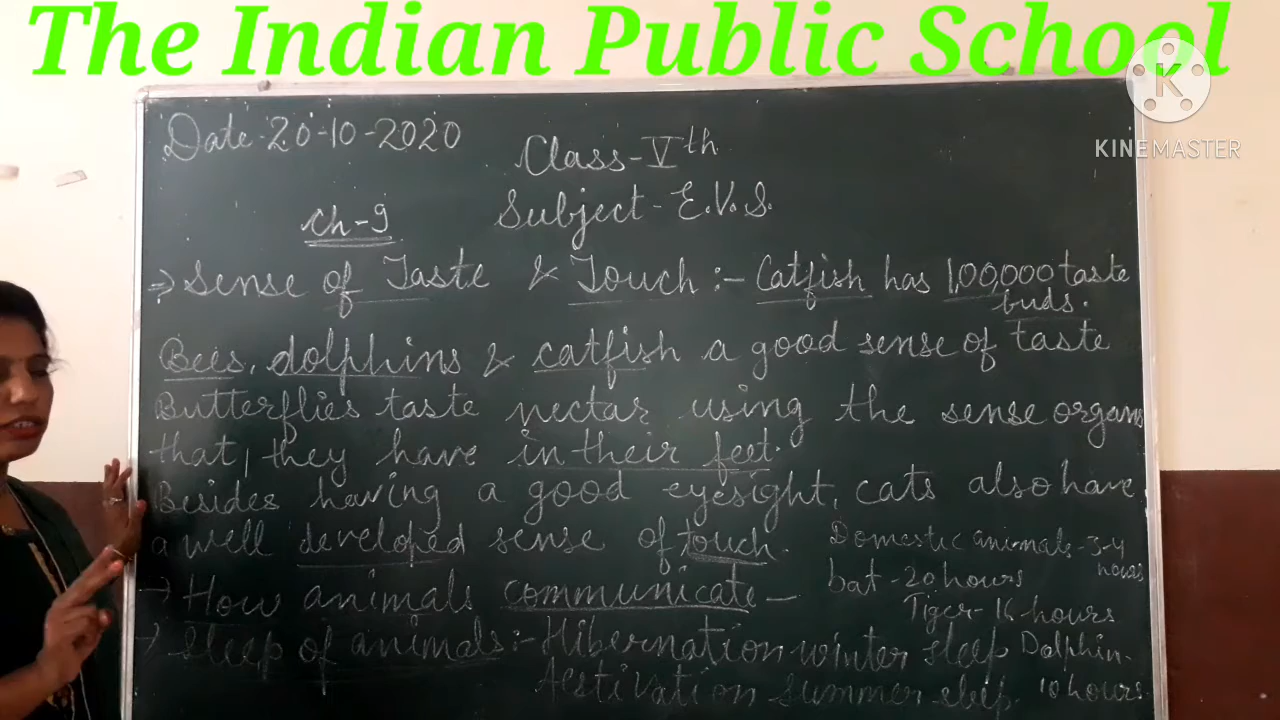 The Indian Public School
K
KINEMASTER
Date-20-10-2020
Class-Vth
Subject-E.V.S.
Ch-9
→ Sense of Taste & Touch:- Catfish has 1,00,000 taste
buds.
Bees, dolphins & catfish a good sense of taste
Butterflies taste nectar using the sense organs
that, they have in their feet.
Besides having a good eyesight, cats also have
a well developed sense of touch.
Domestic animals-3-4
hours
bat-20 hours
Tiger-16 hours
→ How animals communicate-
→ Sleep of animals:- Hibernation winter sleep
Aestivation summer sleep.
Dolphin-
10 hours.